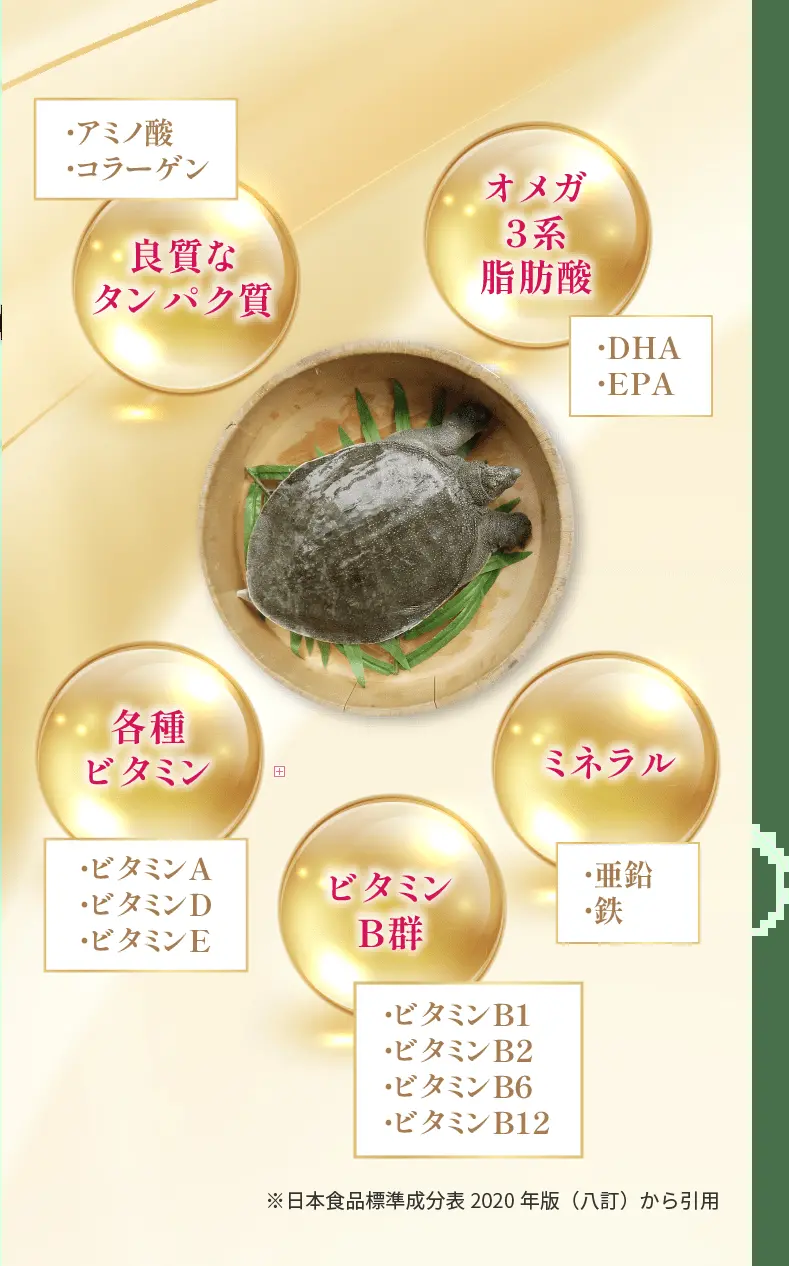 ・アミノ酸
・コラーゲン
良質な
タンパク質
オメガ
3系
脂肪酸
・DHA
・EPA
各種
ビタミン
・ビタミンA
・ビタミンD
・ビタミンE
ミネラル
・亜鉛
・鉄
ビタミン
B群
・ビタミンB1
・ビタミンB2
・ビタミンB6
・ビタミンB12
※日本食品標準成分表 2020 年版（八訂）から引用